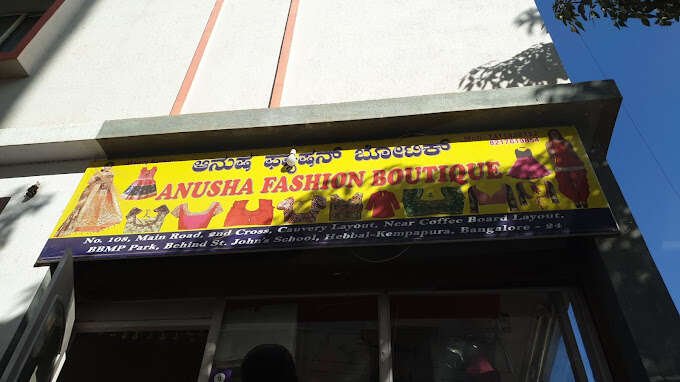 ಅನುಷ ಫ್ಯಾಷನ್ ಬೋಟಿಕ್
ANUSHA FASHION BOUTIQUE
No. 108, Main Road, 2nd Cross, Cauvery Layout, Near Coffee Board Layout,
BBMP Park, Behind St. John's School, Hebbal-Kempapura, Bangalore - 24.